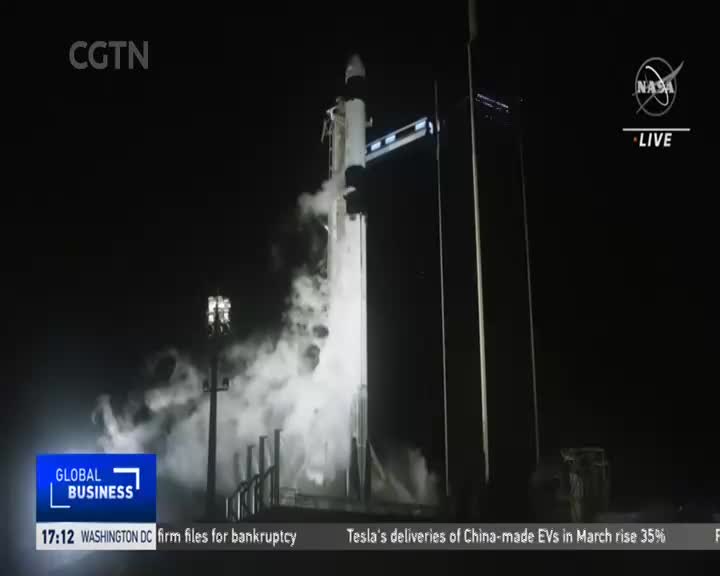 CGTN
NASA
LIVE
GLOBAL
BUSINESS
17:12 WASHINGTON DC
firm files for bankruptcy Tesla's deliveries of China-made EVs in March rise 35%